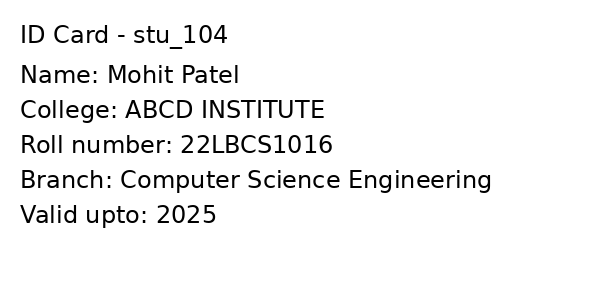 ID Card - stu_104
Name: Mohit Patel
College: ABCD INSTITUTE
Roll number: 22LBCS1016
Branch: Computer Science Engineering
Valid upto: 2025